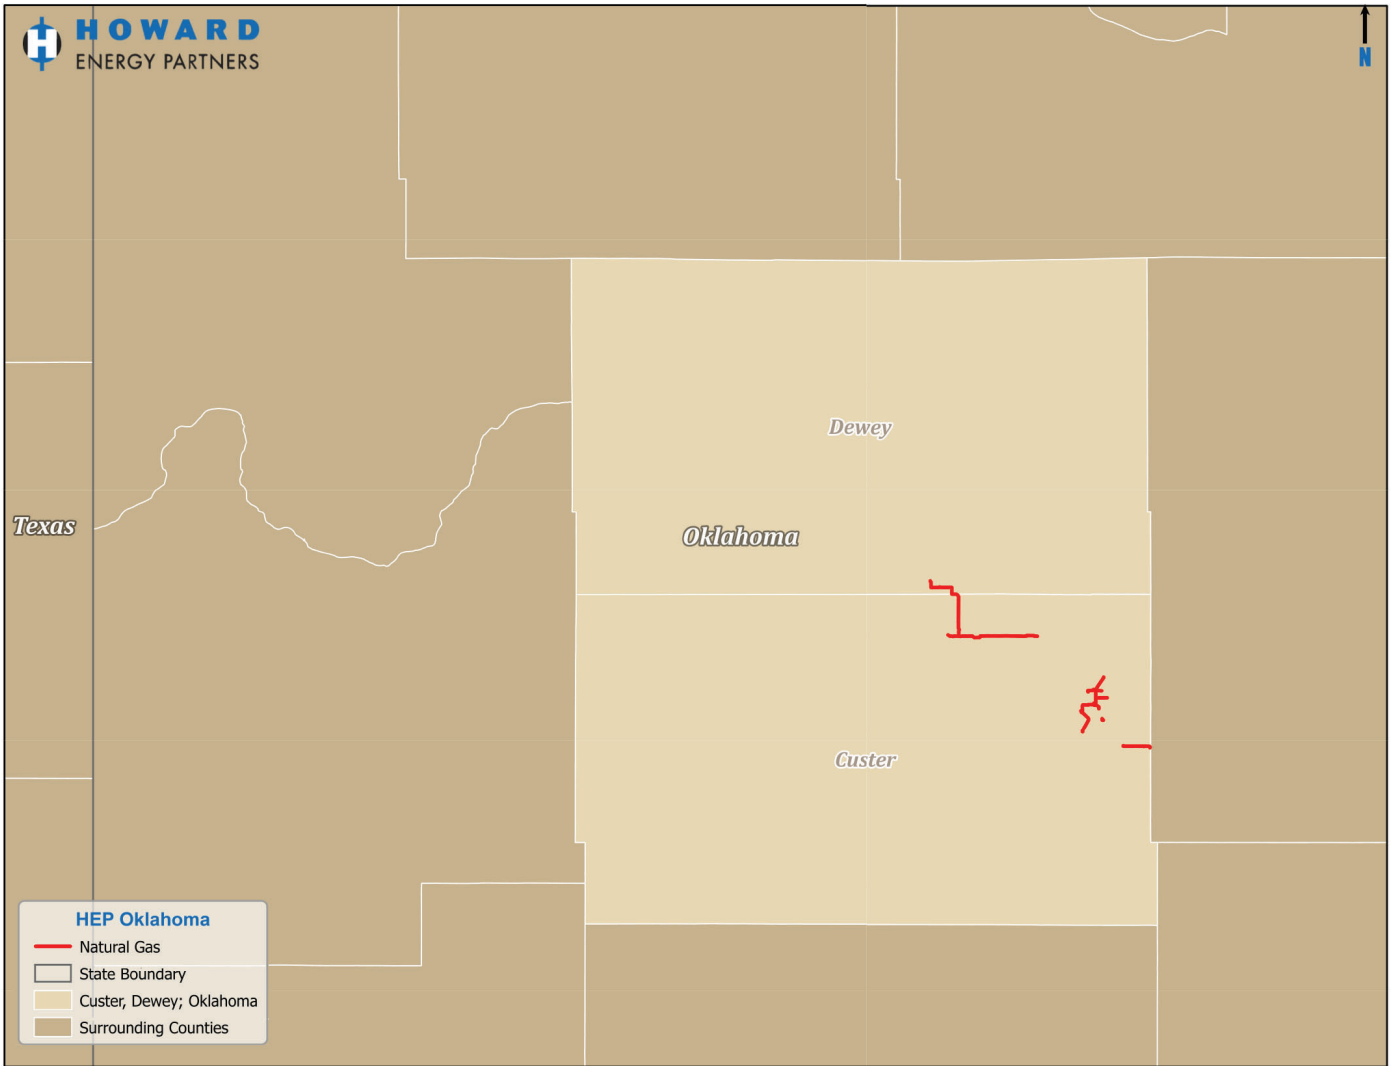 HOWARD
ENERGY PARTNERS
N
Dewey
Texas
Oklahoma
Custer
HEP Oklahoma
Natural Gas
State Boundary
Custer, Dewey; Oklahoma
Surrounding Counties